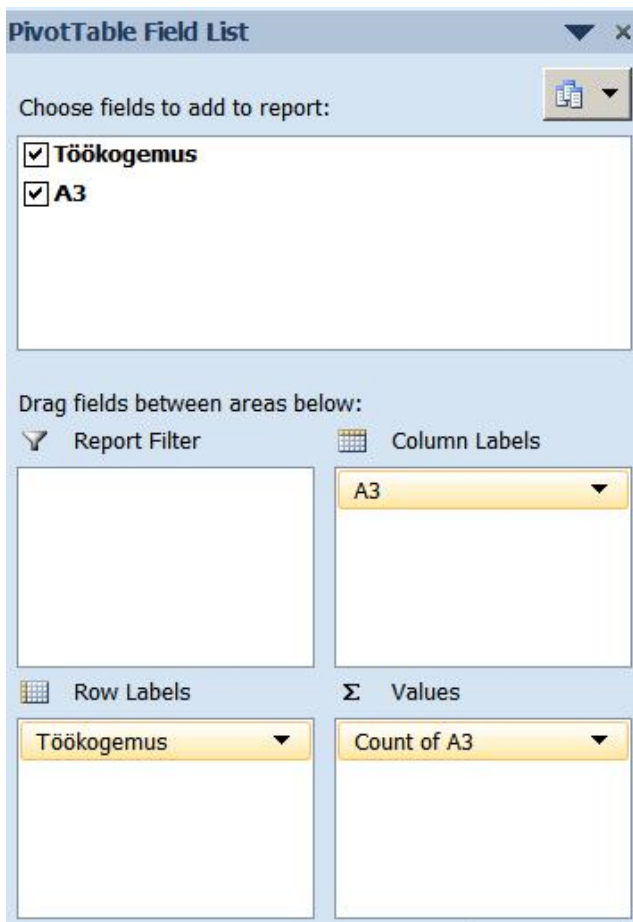 PivotTable Field List
Choose fields to add to report:
Töökogemus
A3
Drag fields between areas below:
Report Filter
Column Labels
A3
Row Labels
Σ Values
Töökogemus
Count of A3